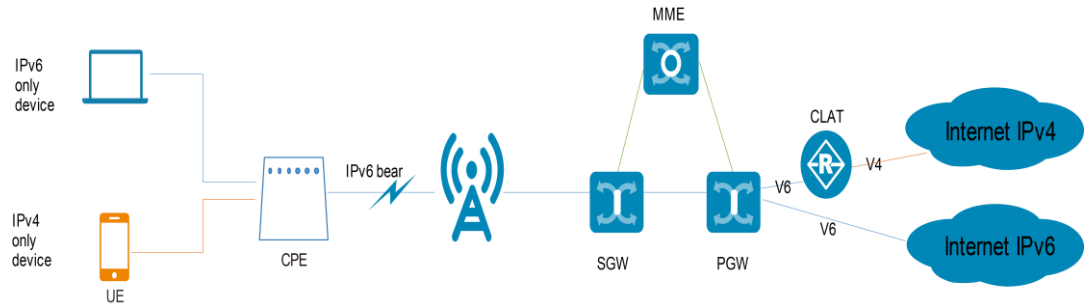 MME
IPv6
only
device
CLAT
Internet IPv4
IPv6 bear
V6
V4
IPv4
only
device
V6
Internet IPv6
CPE
SGW
PGW
UE